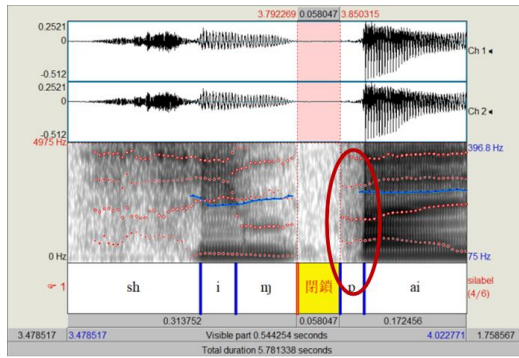 3.792269 0.058047 3.850315
0.2521
0
-0.512
Ch 1
0.2521
0
-0.512
Ch 2
4975 Hz
396.8 Hz
0 Hz
75 Hz
1 sh i ɱ 閉鎖 p ai silabel (4/6)
0.313752 0.058047 0.172456
3.478517 3.478517 Visible part 0.544254 seconds 4.022771 1.758567
Total duration 5.781338 seconds